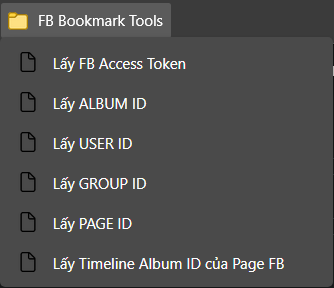 FB Bookmark Tools
Lấy FB Access Token
Lấy ALBUM ID
Lấy USER ID
Lấy GROUP ID
Lấy PAGE ID
Lấy Timeline Album ID của Page FB